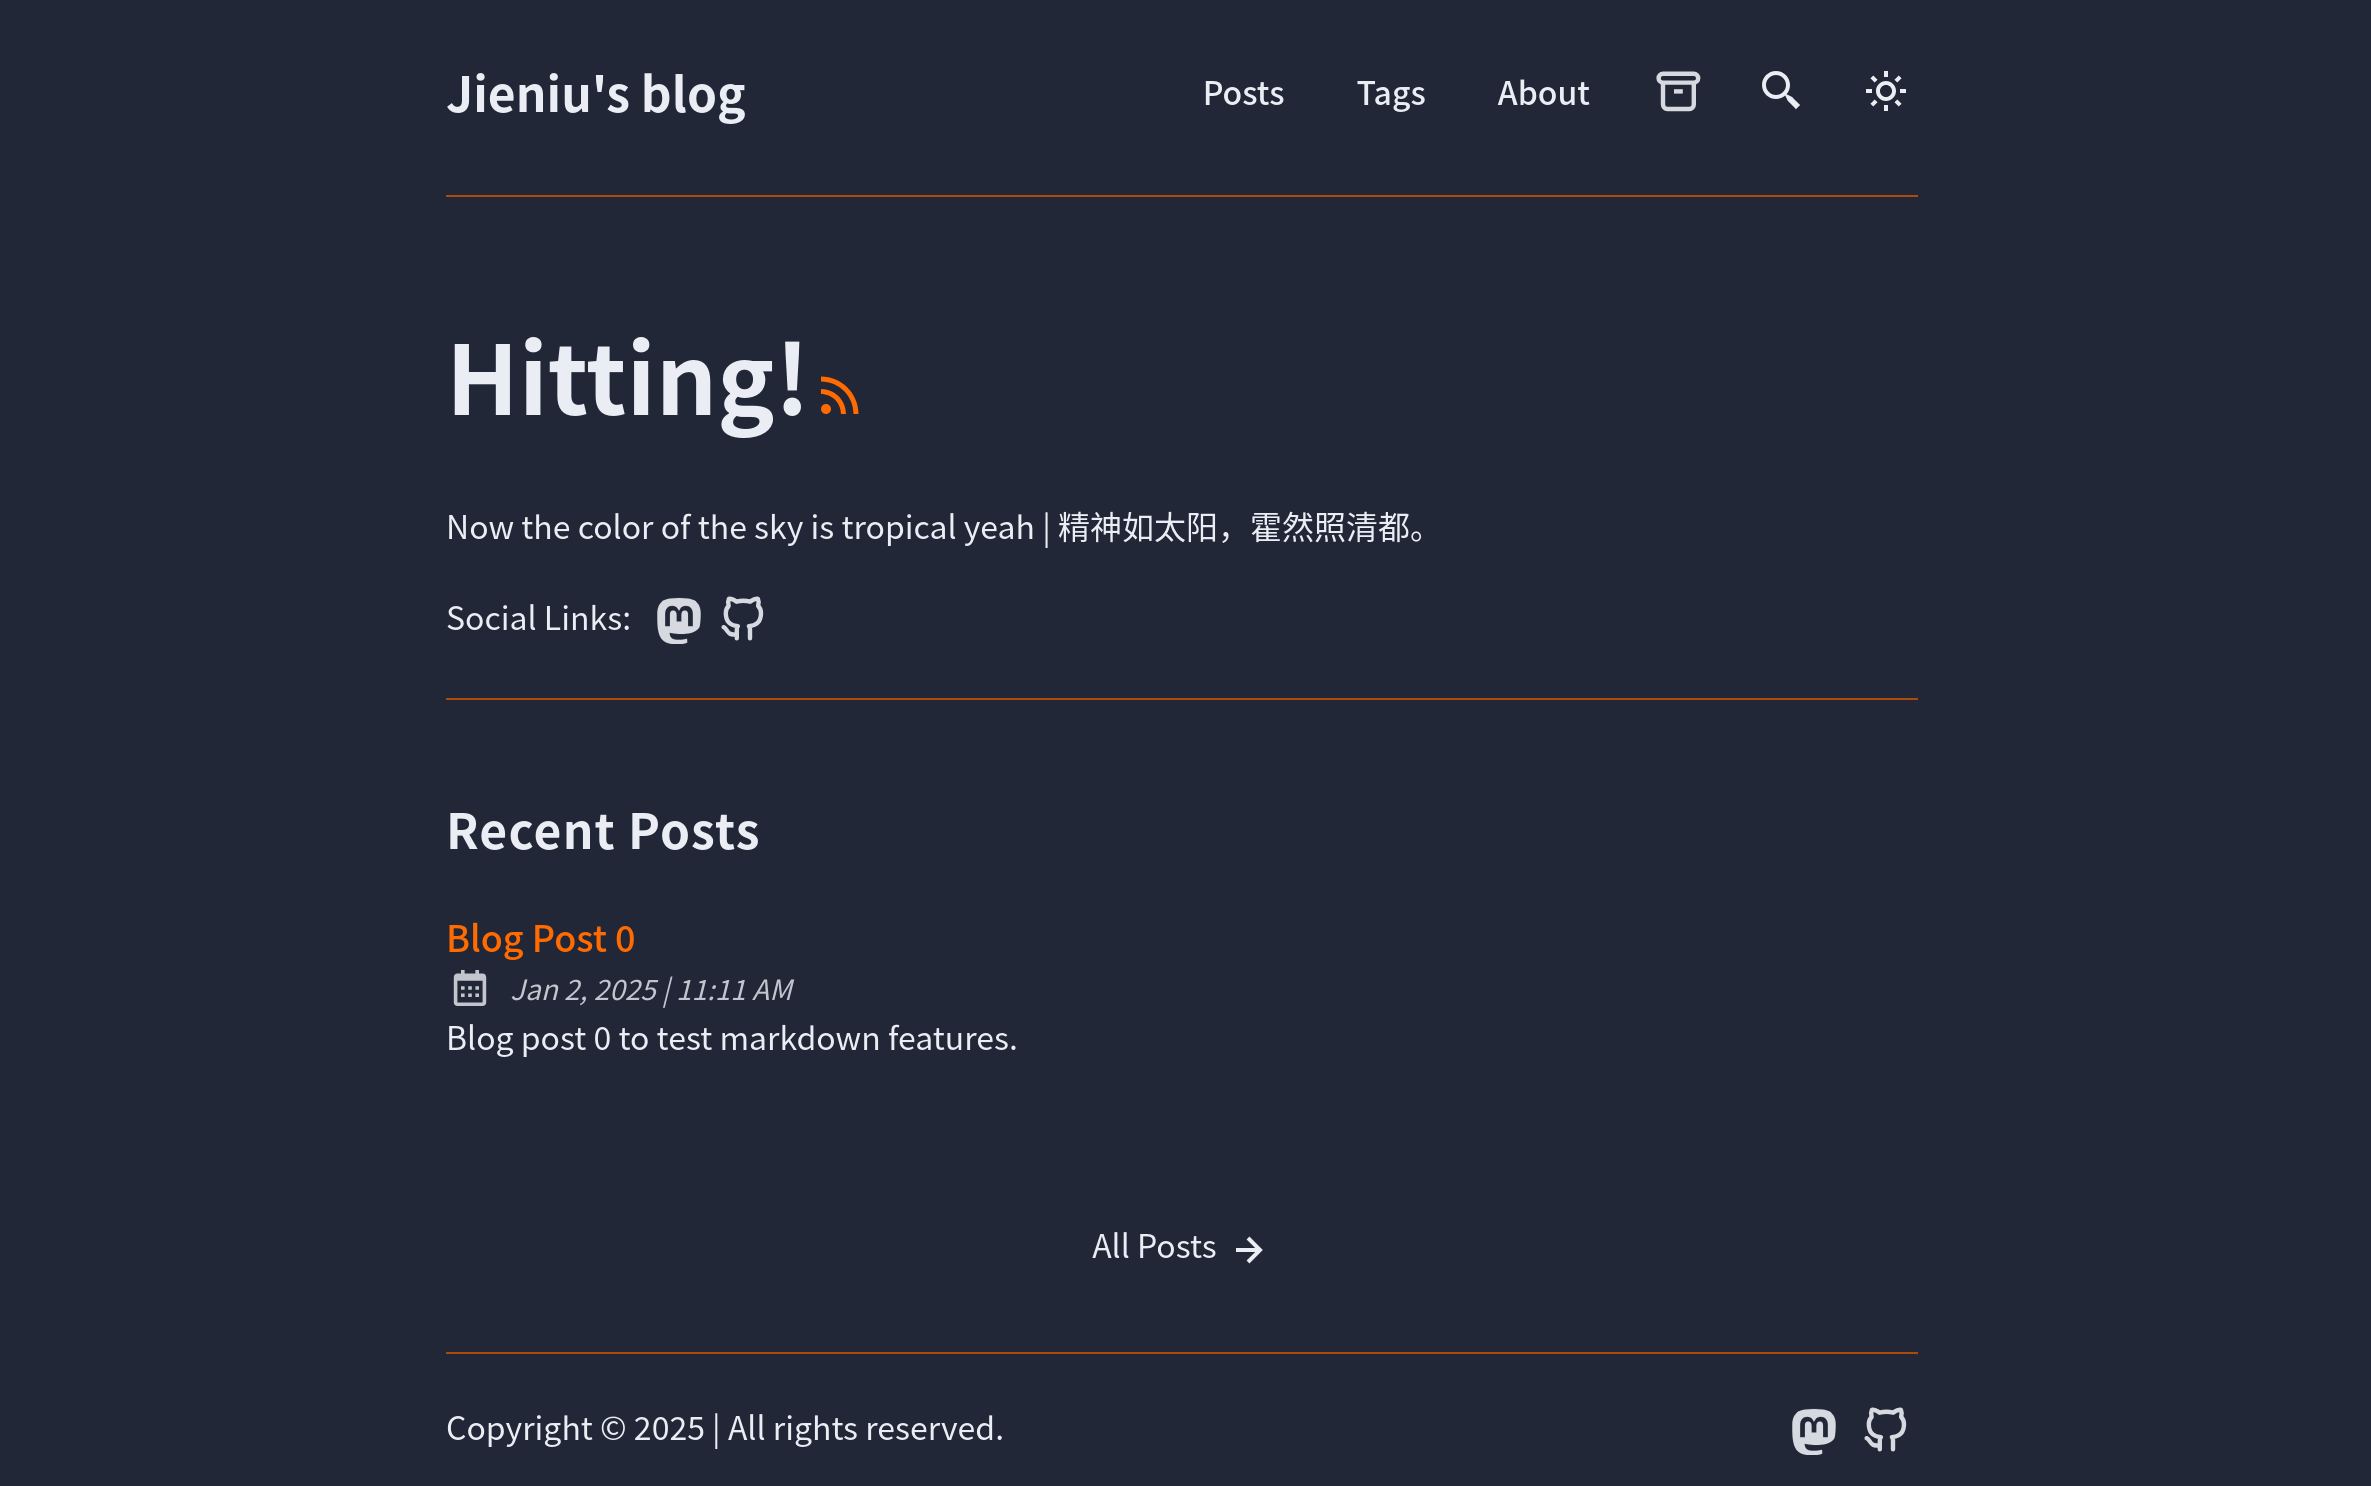 Jieniu's blog
Posts
Tags
About
Hitting!
Now the color of the sky is tropical yeah | 精神如太阳，霍然照清都。
Social Links:
Recent Posts
Blog Post 0
Jan 2, 2025 | 11:11 AM
Blog post 0 to test markdown features.
All Posts
Copyright © 2025 | All rights reserved.